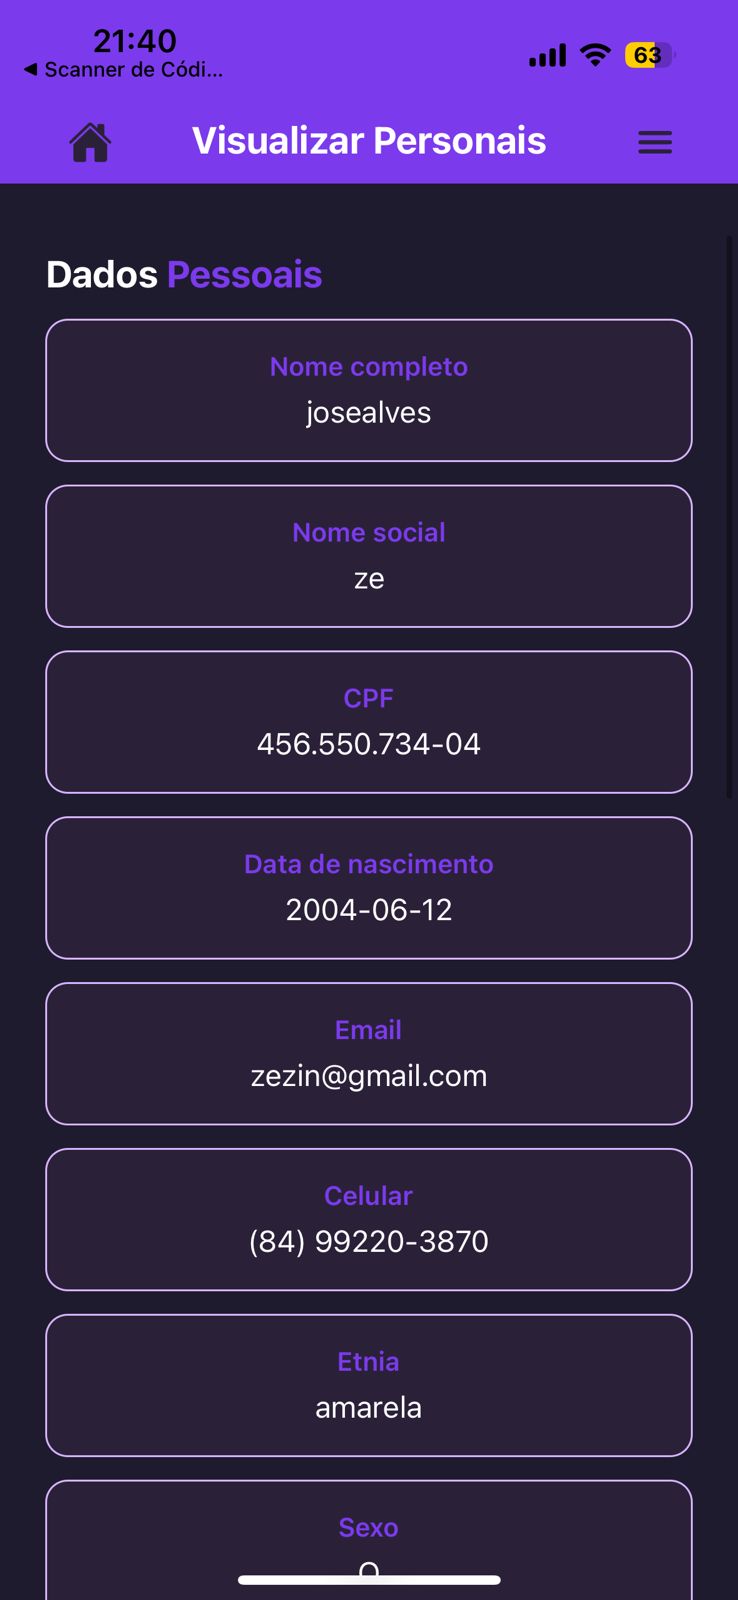 21:40
Scanner de Códi...
63
Visualizar Personais
Dados Pessoais
Nome completo
josealves
Nome social
ze
CPF
456.550.734-04
Data de nascimento
2004-06-12
Email
zezin@gmail.com
Celular
(84) 99220-3870
Etnia
amarela
Sexo